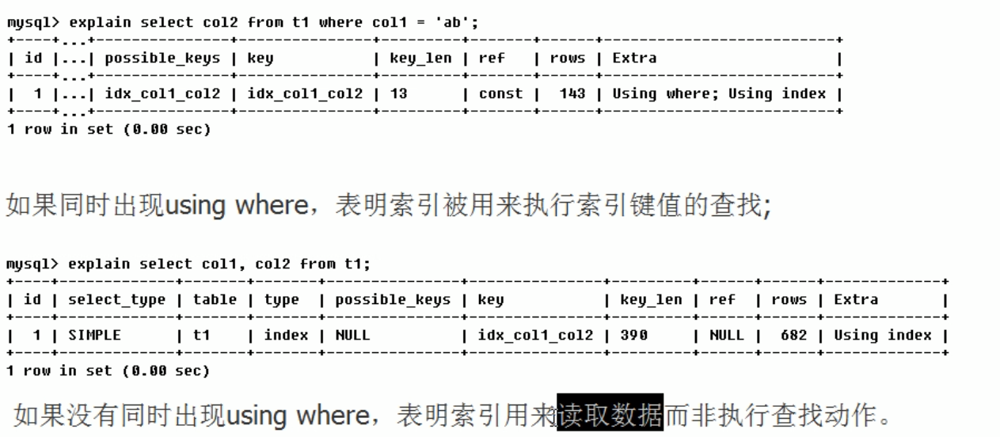 mysql> explain select col2 from t1 where col1 = 'ab';
+----+...+---------------+---------------+---------+-------+------+--------------------------+
| id |...| possible_keys | key           | key_len | ref   | rows | Extra                    |
+----+...+---------------+---------------+---------+-------+------+--------------------------+
|  1 |...| idx_col1_col2 | idx_col1_col2 | 13      | const |  143 | Using where; Using index |
+----+...+---------------+---------------+---------+-------+------+--------------------------+
1 row in set (0.00 sec)
如果同时出现using where，表明索引被用来执行索引键值的查找;
mysql> explain select col1, col2 from t1;
+----+-------------+-------+-------+---------------+---------------+---------+------+------+-------------+
| id | select_type | table | type  | possible_keys | key           | key_len | ref  | rows | Extra       |
+----+-------------+-------+-------+---------------+---------------+---------+------+------+-------------+
|  1 | SIMPLE      | t1    | index | NULL          | idx_col1_col2 | 390     | NULL |  682 | Using index |
+----+-------------+-------+-------+---------------+---------------+---------+------+------+-------------+
1 row in set (0.00 sec)
如果没有同时出现using where，表明索引用来读取数据而非执行查找动作。